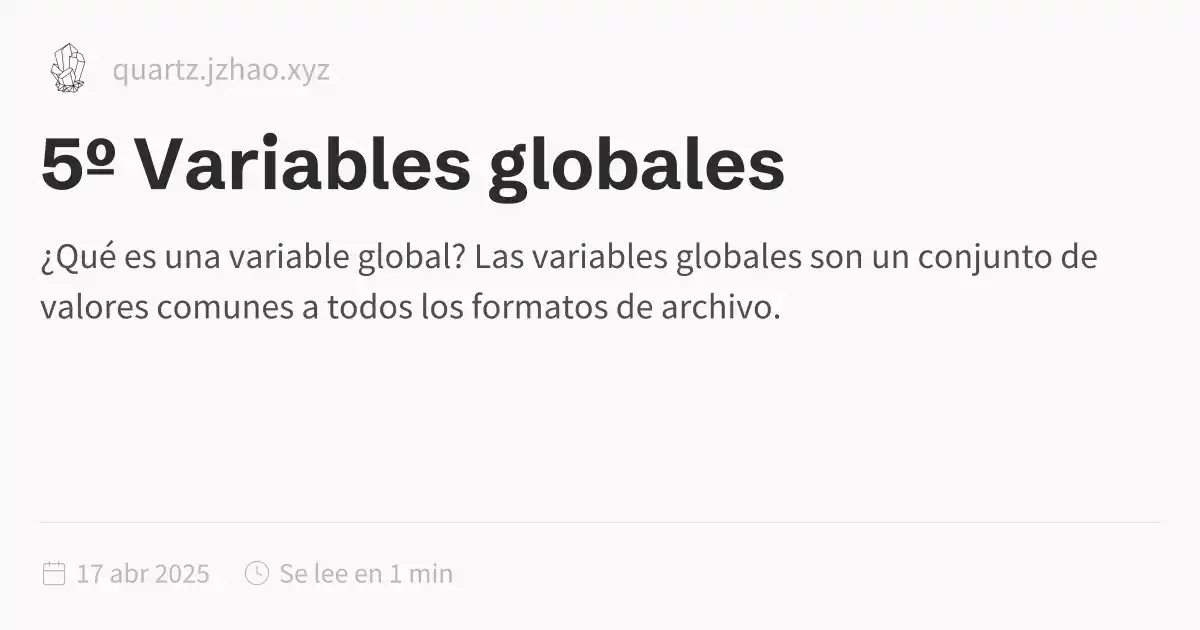 quartz.jzhao.xyz
5º Variables globales
¿Qué es una variable global? Las variables globales son un conjunto de
valores comunes a todos los formatos de archivo.
17 abr 2025 Se lee en 1 min